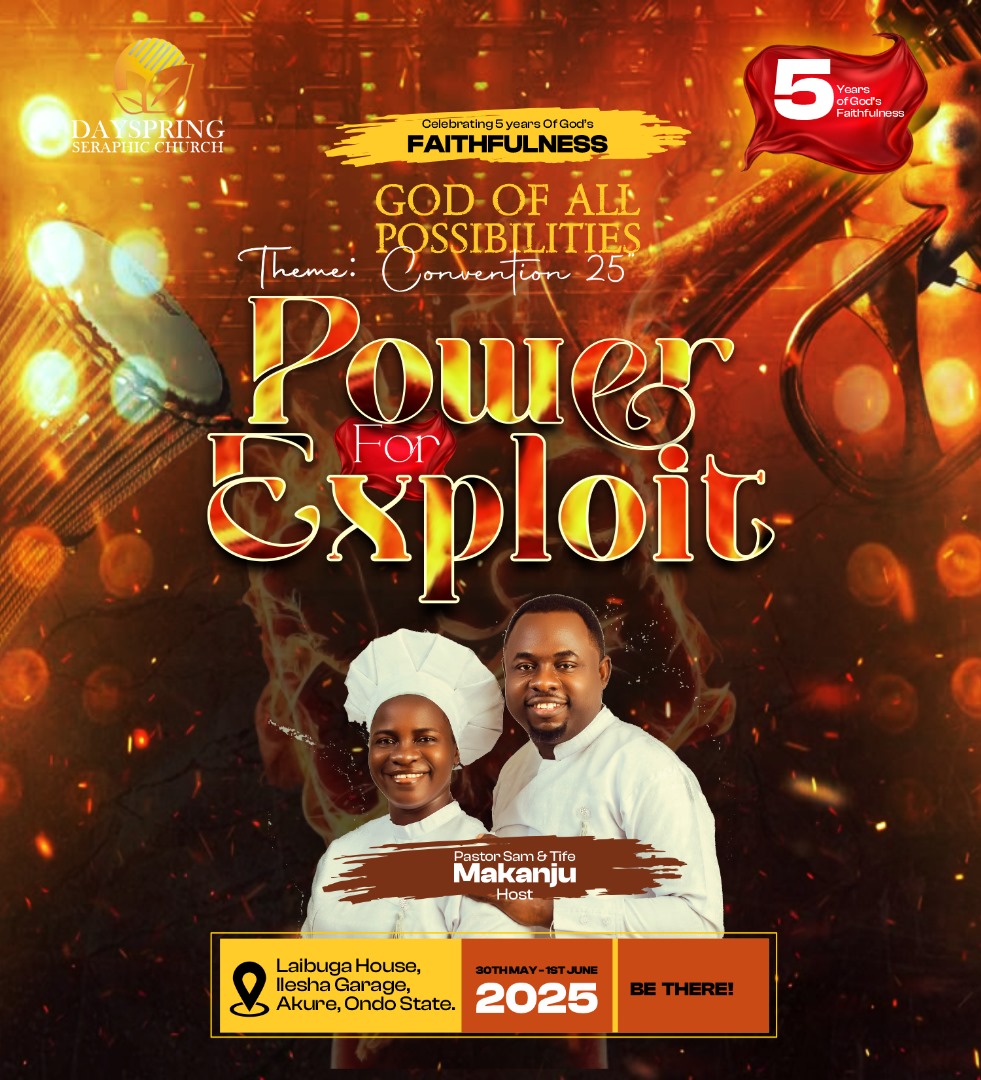 DAYSPRING
SERAPHIC CHURCH
5
Years
of God's
Faithfulness
Celebrating 5 years Of God's
FAITHFULNESS
GOD OF ALL
POSSIBILITIES
Theme: Convention 25"
Power
For
Exploit
Pastor Sam & Tife
Makanju
Host
Laibuga House,
Ilesha Garage,
Akure, Ondo State.
30TH MAY - 1ST JUNE
2025
BE THERE!